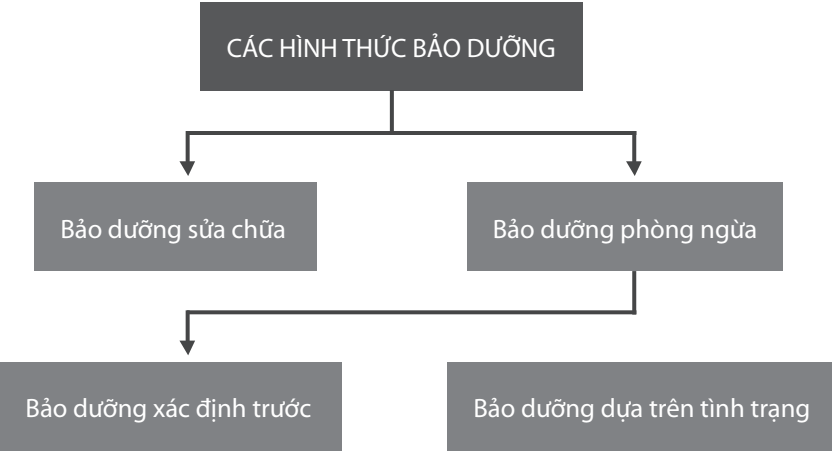 CÁC HÌNH THỨC BẢO DƯỠNG
Bảo dưỡng sửa chữa
Bảo dưỡng phòng ngừa
Bảo dưỡng xác định trước
Bảo dưỡng dựa trên tình trạng